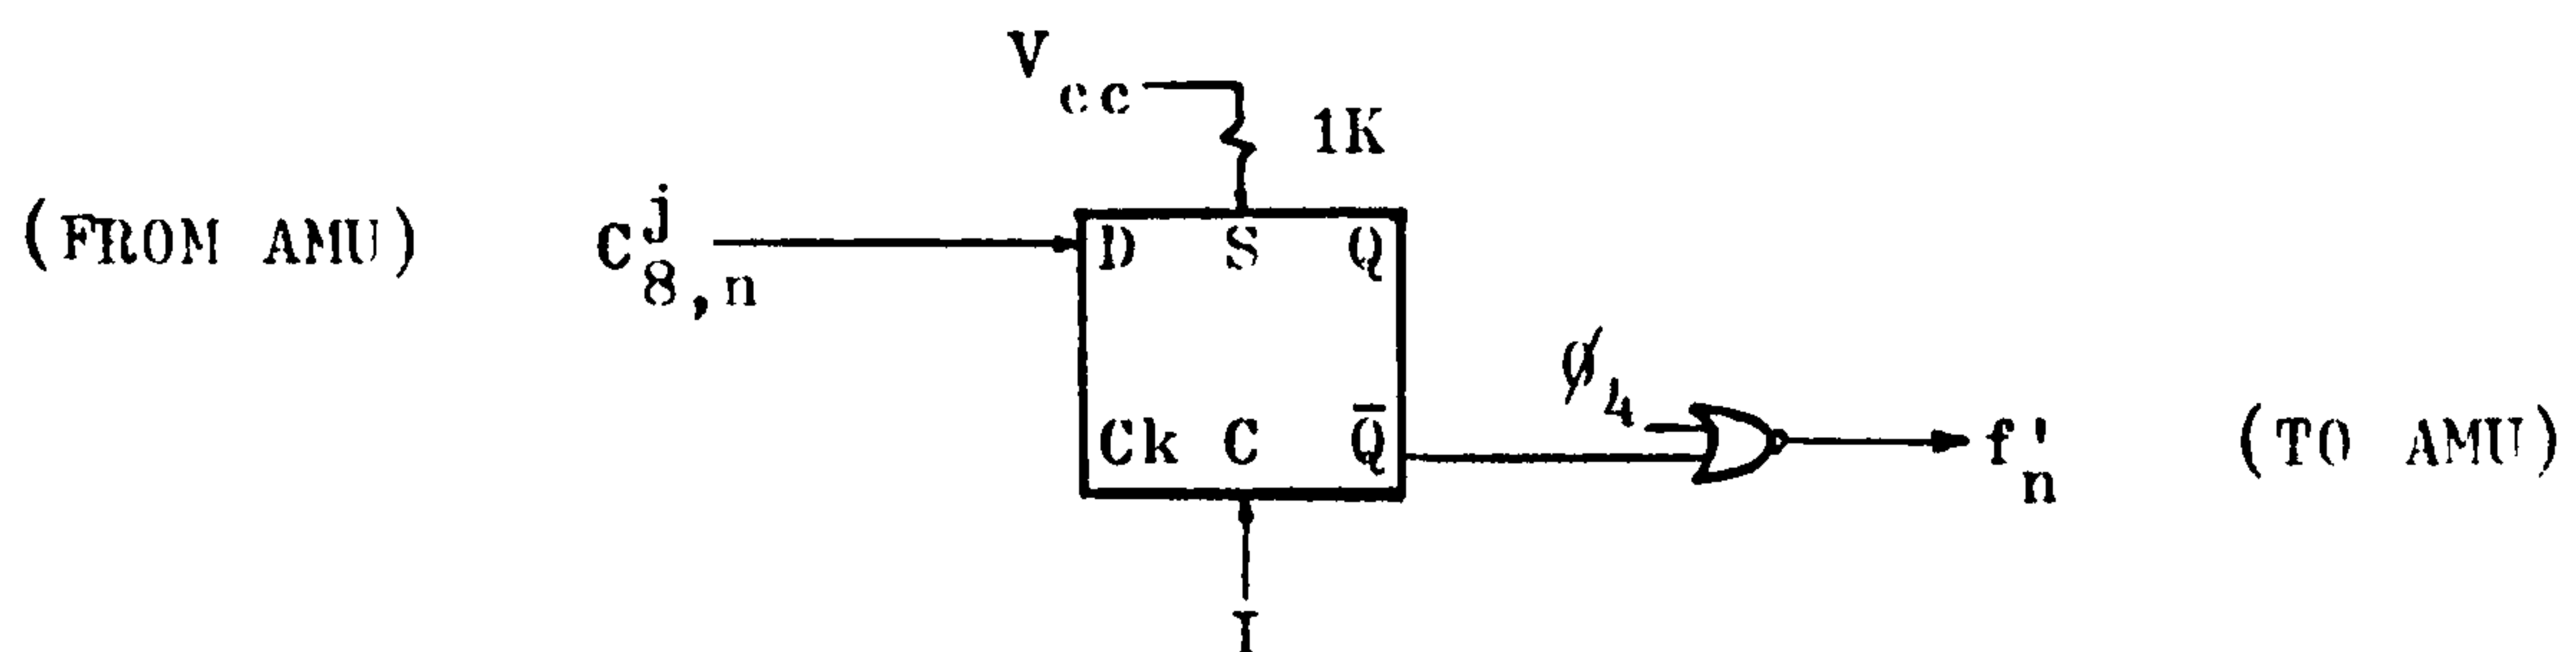 Vcc
1K
(FROM AMU) C^j_8,n
D S Q
Ck C Q̄
ø4
f'n (TO AMU)
I